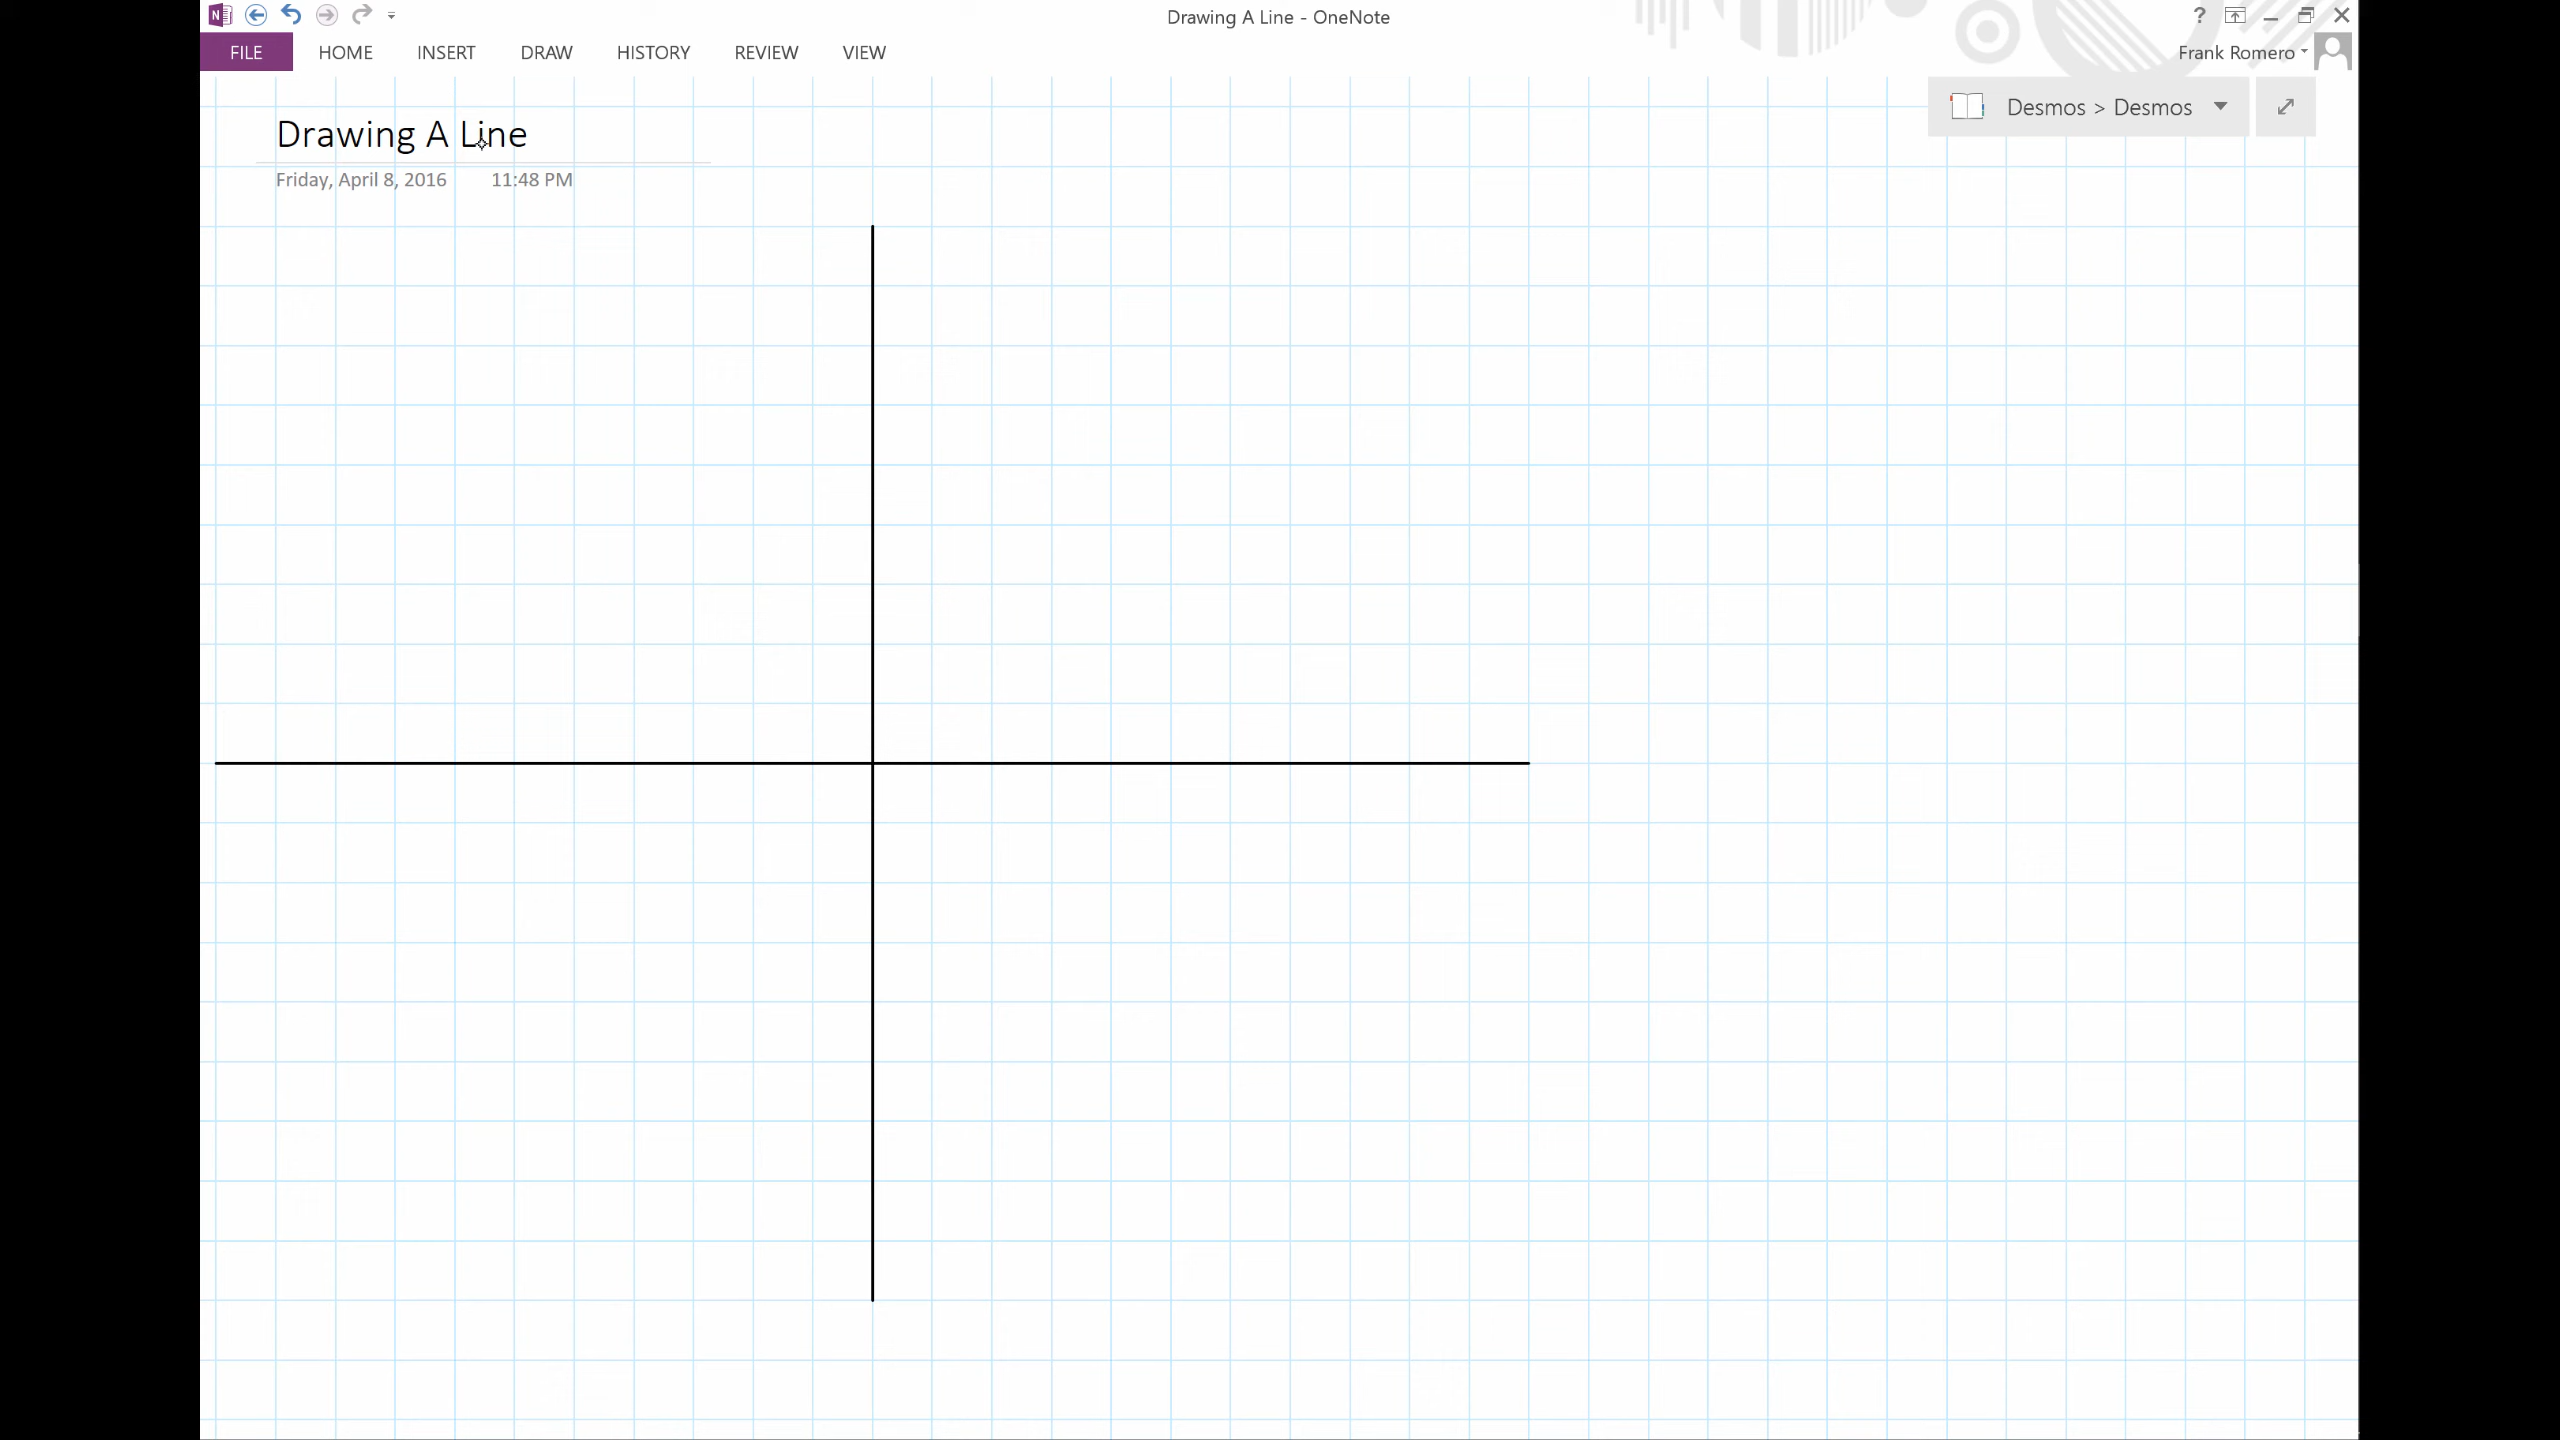 Drawing A Line - OneNote
?
FILE HOME INSERT DRAW HISTORY REVIEW VIEW
Frank Romero
Desmos > Desmos
Drawing A Line
Friday, April 8, 2016 11:48 PM